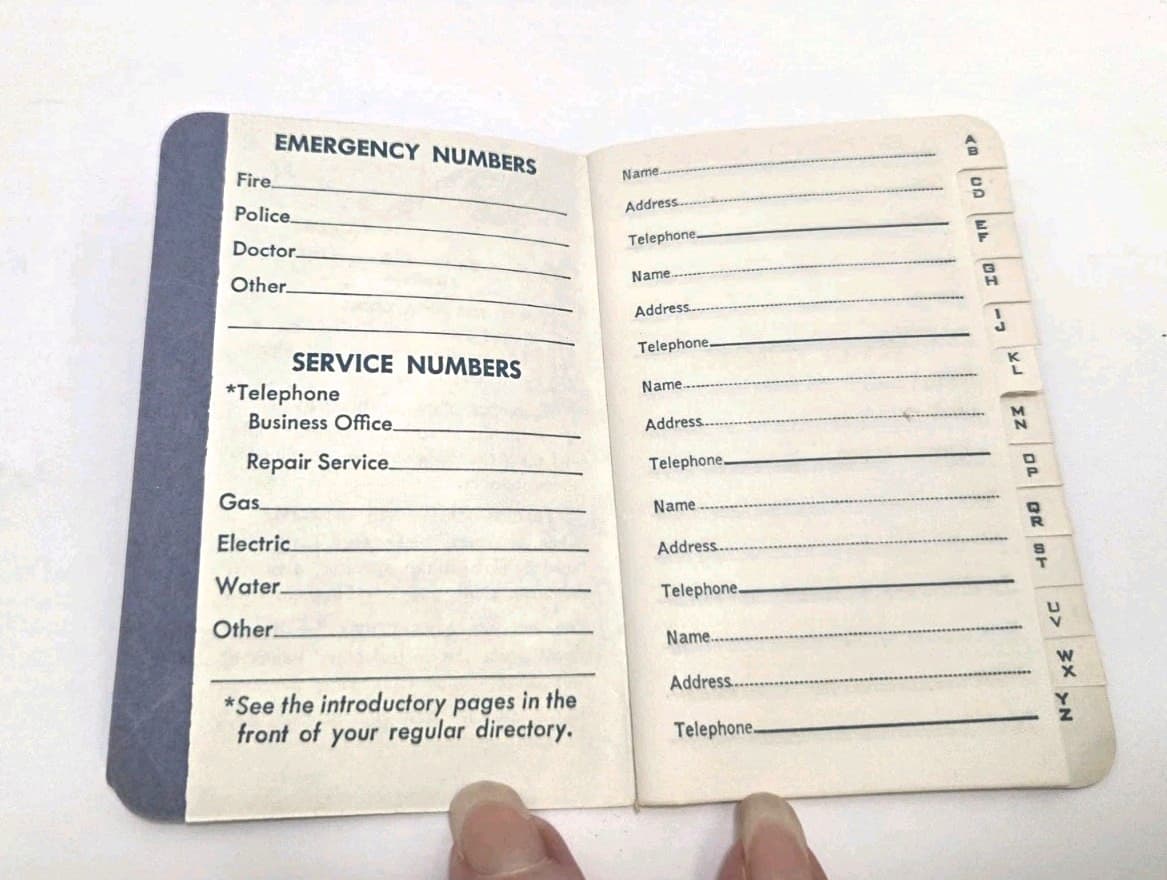 EMERGENCY NUMBERS
Fire
Police
Doctor
Other
SERVICE NUMBERS
*Telephone
Business Office
Repair Service
Gas
Electric
Water
Other
*See the introductory pages in the
front of your regular directory.
Name
Address
Telephone
Name
Address
Telephone
Name
Address
Telephone
Name
Address
Telephone
Name
Address
Telephone
A
B
C
D
E
F
G
H
I
J
K
L
M
N
O
P
Q
R
S
T
U
V
W
X
Y
Z